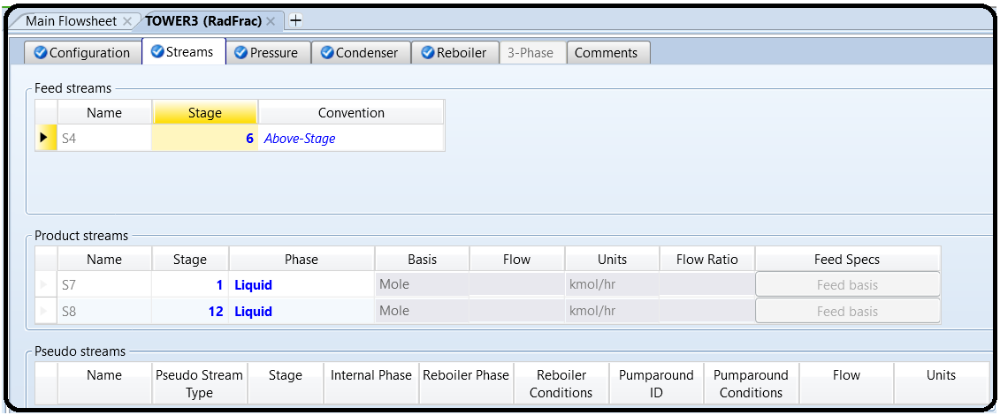 Main Flowsheet × TOWER3 (RadFrac) × +
Configuration Streams Pressure Condenser Reboiler 3-Phase Comments
Feed streams
Name Stage Convention
S4 6 Above-Stage
Product streams
Name Stage Phase Basis Flow Units Flow Ratio Feed Specs
S7 1 Liquid Mole kmol/hr Feed basis
S8 12 Liquid Mole kmol/hr Feed basis
Pseudo streams
Name Pseudo Stream Stage Internal Phase Reboiler Phase Reboiler Pumparound Pumparound Flow Units
Type Conditions ID Conditions